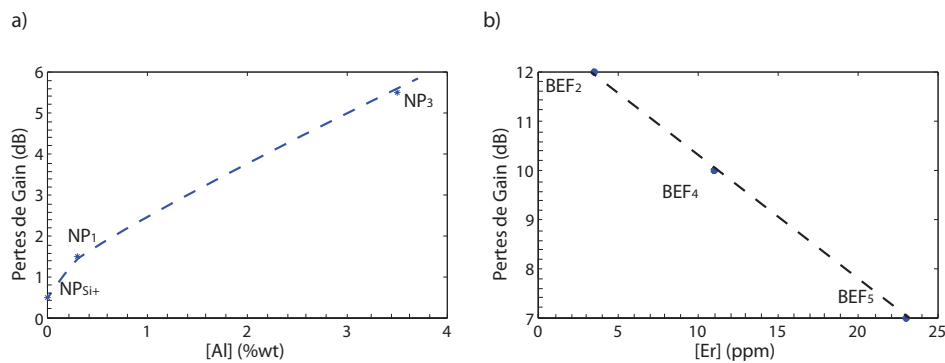 a)
Pertes de Gain (dB)
6
5
4
3
2
1
0
0 1 2 3 4
[Al] (%wt)
NP3
NP1
NPSi+
b)
Pertes de Gain (dB)
12
11
10
9
8
7
0 5 10 15 20 25
[Er] (ppm)
BEF2
BEF4
BEF5